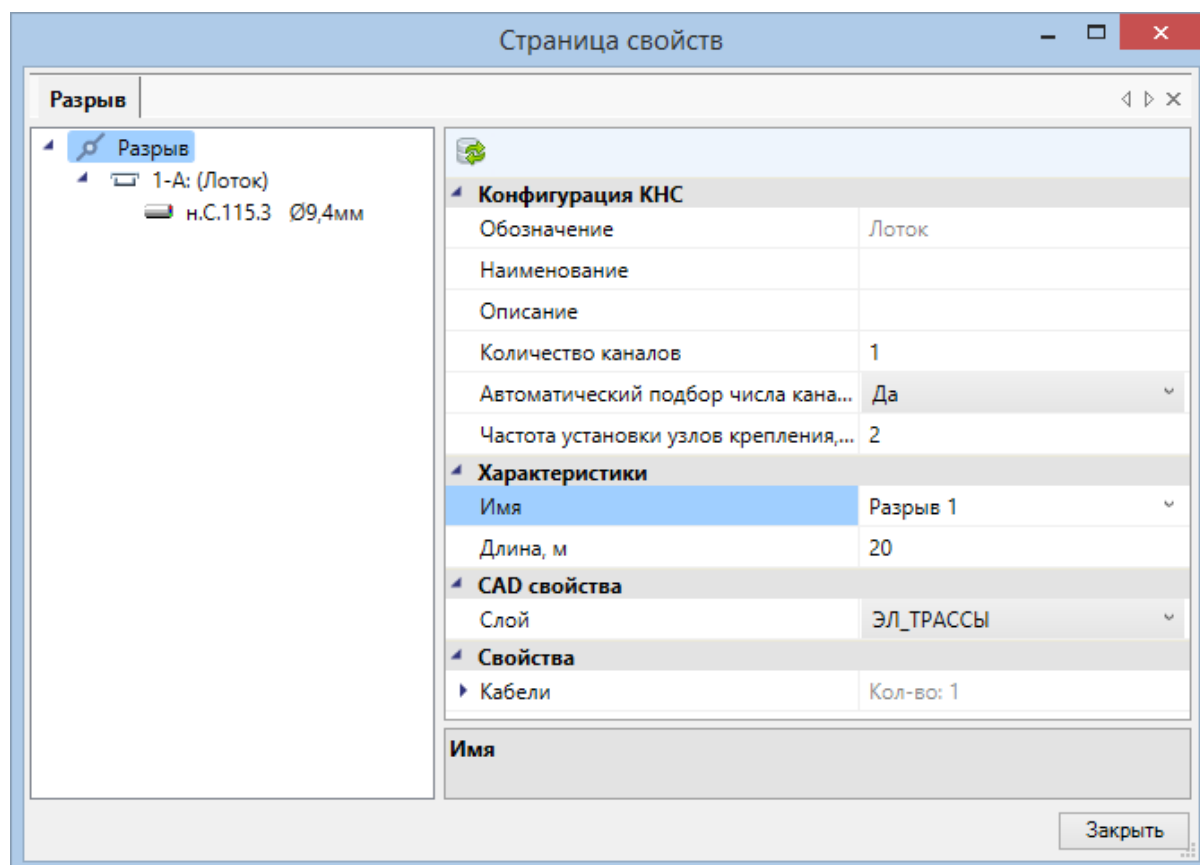 Страница свойств
Разрыв
Разрыв
1-А: (Лоток)
н.С.115.3 Ø9,4мм
Конфигурация КНС
Обозначение Лоток
Наименование
Описание
Количество каналов 1
Автоматический подбор числа кана... Да
Частота установки узлов крепления,... 2
Характеристики
Имя Разрыв 1
Длина, м 20
CAD свойства
Слой ЭЛ_ТРАССЫ
Свойства
Кабели Кол-во: 1
Имя
Закрыть